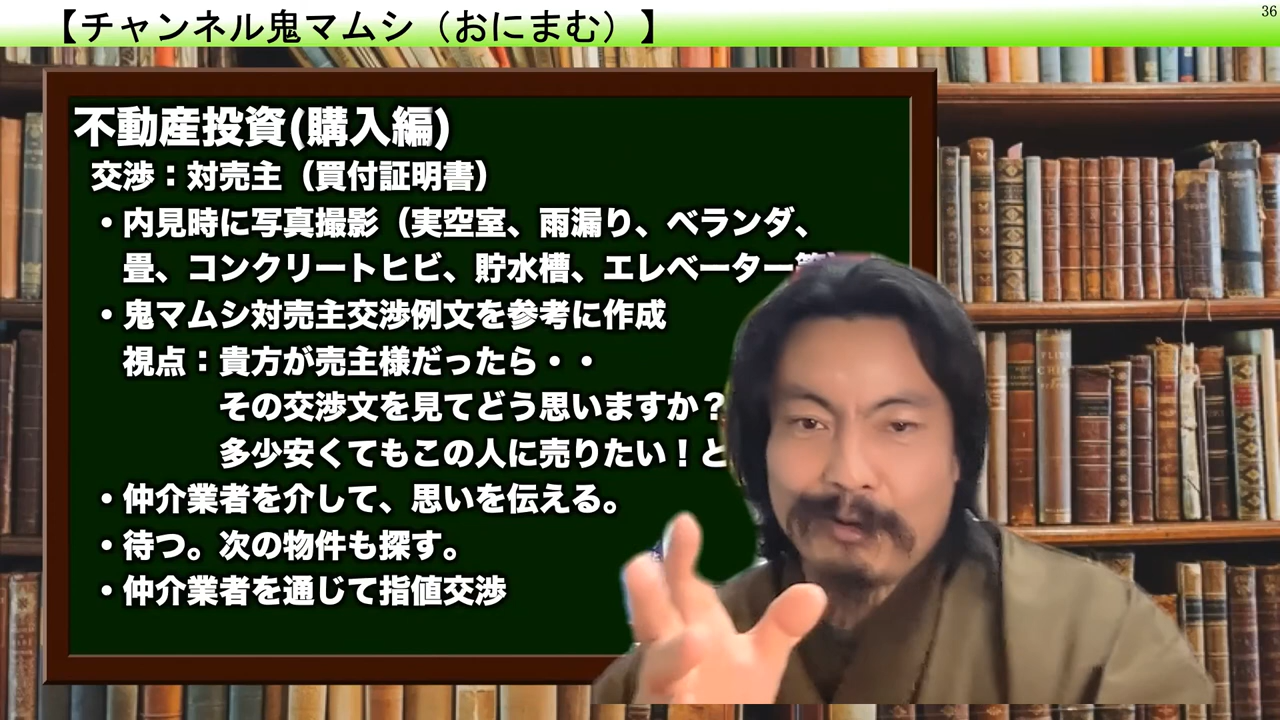 【チャンネル鬼マムシ（おにまむ）】
36
不動産投資(購入編)
交渉：対売主（買付証明書）
・内見時に写真撮影（実空室、雨漏り、ベランダ、
畳、コンクリートヒビ、貯水槽、エレベーター等）
・鬼マムシ対売主交渉例文を参考に作成
視点：貴方が売主様だったら・・
その交渉文を見てどう思いますか？
多少安くてもこの人に売りたい！と
・仲介業者を介して、思いを伝える。
・待つ。次の物件も探す。
・仲介業者を通じて指値交渉